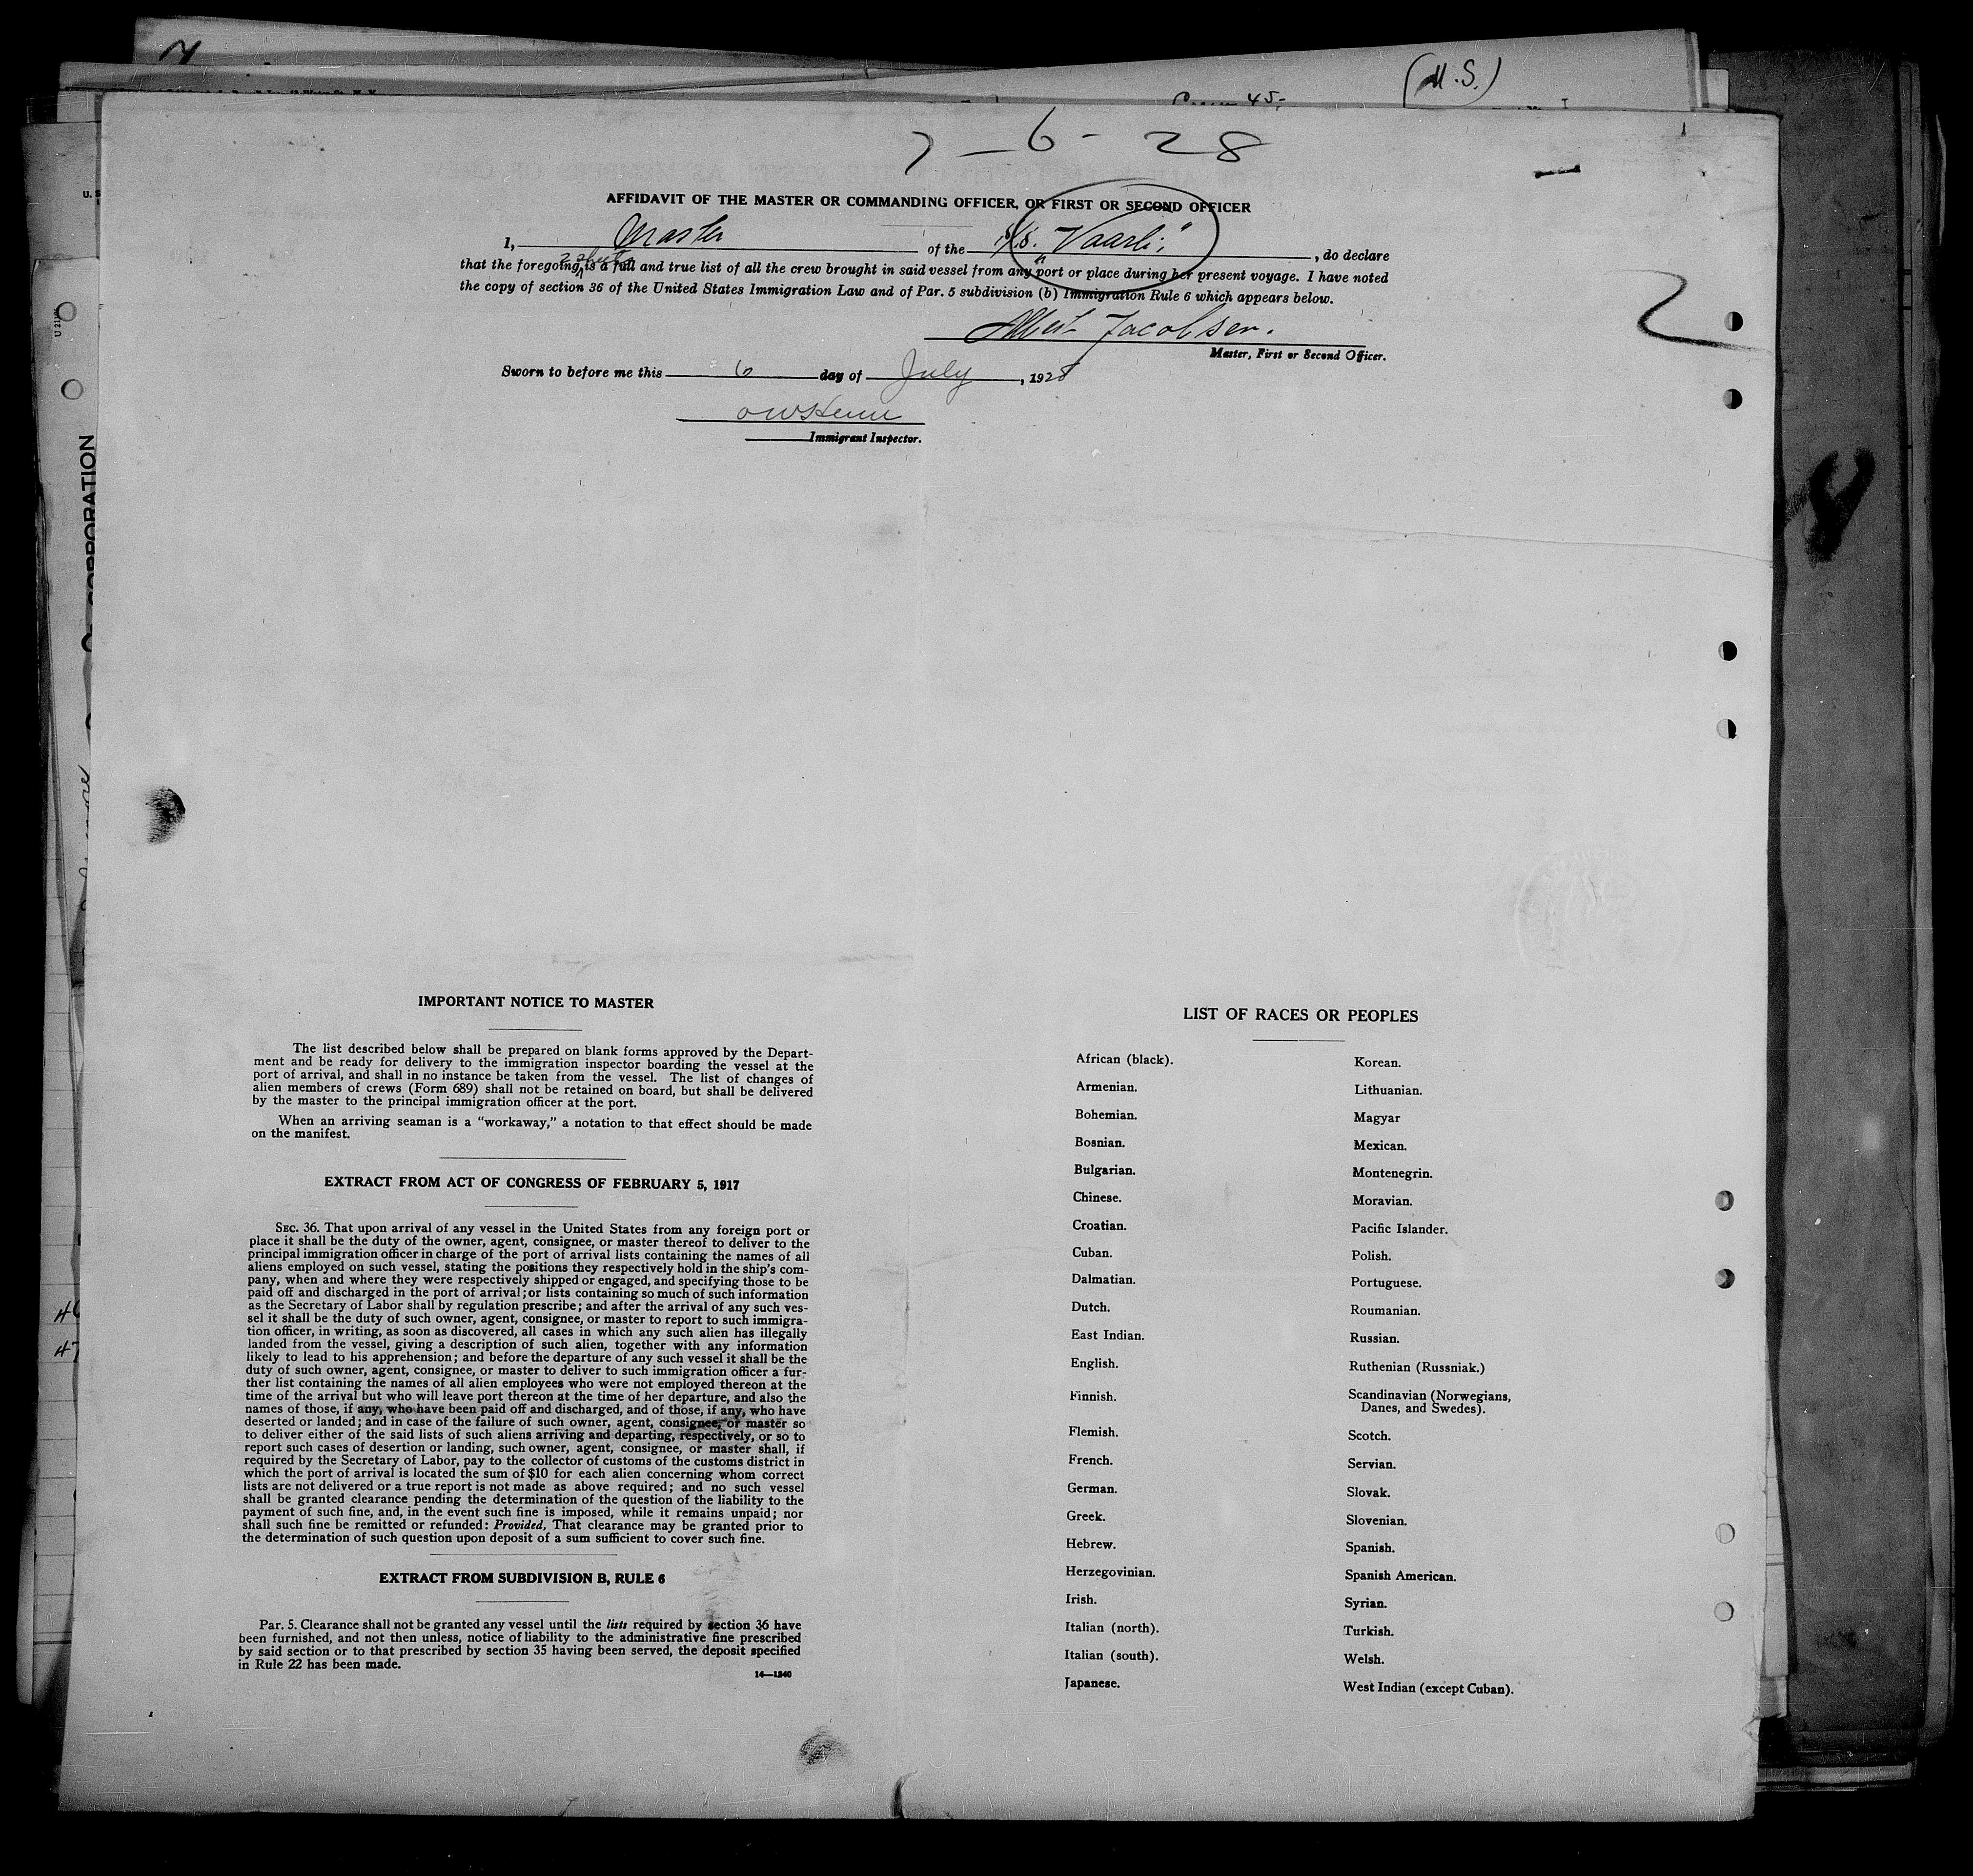 (M.S.)
45,-
7-6-28
AFFIDAVIT OF THE MASTER OR COMMANDING OFFICER, OR FIRST OR SECOND OFFICER
I, Master of the S/S. "Vaarli", do declare
2 sheets
that the foregoing is a full and true list of all the crew brought in said vessel from any port or place during her present voyage. I have noted
the copy of section 36 of the United States Immigration Law and of Par. 5 subdivision (b) Immigration Rule 6 which appears below.
2
Albert Jacobsen.
Master, First or Second Officer.
Sworn to before me this 6 day of July, 1928
Immigrant Inspector.
CORPORATION
8
IMPORTANT NOTICE TO MASTER
The list described below shall be prepared on blank forms approved by the Depart-
ment and be ready for delivery to the immigration inspector boarding the vessel at the
port of arrival, and shall in no instance be taken from the vessel. The list of changes of
alien members of crews (Form 689) shall not be retained on board, but shall be delivered
by the master to the principal immigration officer at the port.
When an arriving seaman is a "workaway," a notation to that effect should be made
on the manifest.
EXTRACT FROM ACT OF CONGRESS OF FEBRUARY 5, 1917
SEC. 36. That upon arrival of any vessel in the United States from any foreign port or
place it shall be the duty of the owner, agent, consignee, or master thereof to deliver to the
principal immigration officer in charge of the port of arrival lists containing the names of all
aliens employed on such vessel, stating the positions they respectively hold in the ship's com-
pany, when and where they were respectively shipped or engaged, and specifying those to be
paid off and discharged in the port of arrival; or lists containing so much of such information
as the Secretary of Labor shall by regulation prescribe; and after the arrival of any such ves-
sel it shall be the duty of such owner, agent, consignee, or master to report to such immigra-
tion officer, in writing, as soon as discovered, all cases in which any such alien has illegally
landed from the vessel, giving a description of such alien, together with any information
likely to lead to his apprehension; and before the departure of any such vessel it shall be the
duty of such owner, agent, consignee, or master to deliver to such immigration officer a fur-
ther list containing the names of all alien employees who were not employed thereon at the
time of the arrival but who will leave port thereon at the time of her departure, and also the
names of those, if any, who have been paid off and discharged, and of those, if any, who have
deserted or landed; and in case of the failure of such owner, agent, consignee, or master so
to deliver either of the said lists of such aliens arriving and departing, respectively, or so to
report such cases of desertion or landing, such owner, agent, consignee, or master shall, if
required by the Secretary of Labor, pay to the collector of customs of the customs district in
which the port of arrival is located the sum of $10 for each alien concerning whom correct
lists are not delivered or a true report is not made as above required; and no such vessel
shall be granted clearance pending the determination of the question of the liability to the
payment of such fine, and, in the event such fine is imposed, while it remains unpaid; nor
shall such fine be remitted or refunded: Provided, That clearance may be granted prior to
the determination of such question upon deposit of a sum sufficient to cover such fine.
EXTRACT FROM SUBDIVISION B, RULE 6
Par. 5. Clearance shall not be granted any vessel until the lists required by section 36 have
been furnished, and not then unless, notice of liability to the administrative fine prescribed
by said section or to that prescribed by section 35 having been served, the deposit specified
in Rule 22 has been made.
14—1240
LIST OF RACES OR PEOPLES
African (black).
Armenian.
Bohemian.
Bosnian.
Bulgarian.
Chinese.
Croatian.
Cuban.
Dalmatian.
Dutch.
East Indian.
English.
Finnish.
Flemish.
French.
German.
Greek.
Hebrew.
Herzegovinian.
Irish.
Italian (north).
Italian (south).
Japanese.
Korean.
Lithuanian.
Magyar
Mexican.
Montenegrin.
Moravian.
Pacific Islander.
Polish.
Portuguese.
Roumanian.
Russian.
Ruthenian (Russniak.)
Scandinavian (Norwegians,
Danes, and Swedes).
Scotch.
Servian.
Slovak.
Slovenian.
Spanish.
Spanish American.
Syrian.
Turkish.
Welsh.
West Indian (except Cuban).
46
47